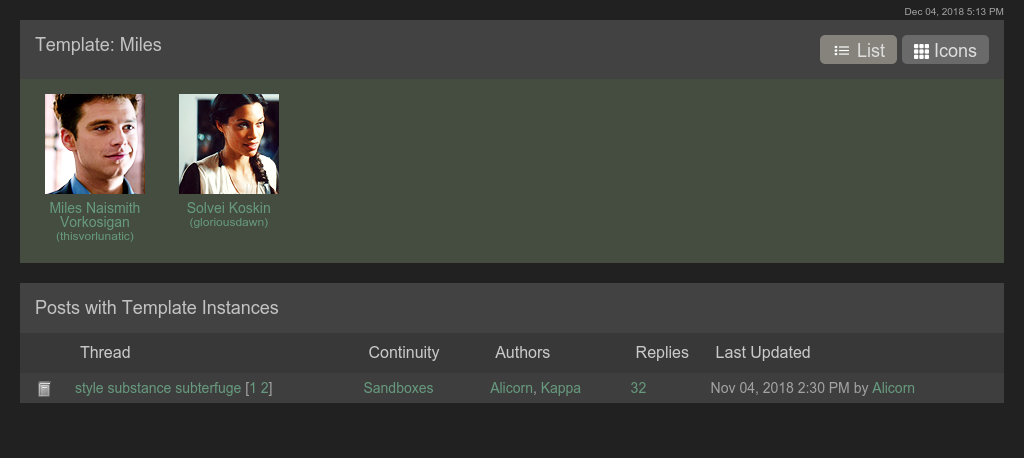 Dec 04, 2018 5:13 PM
Template: Miles
List
Icons
Miles Naismith
Vorkosigan
(thisvorlunatic)
Solvei Koskin
(gloriousdawn)
Posts with Template Instances
Thread Continuity Authors Replies Last Updated
style substance subterfuge [1 2] Sandboxes Alicorn, Kappa 32 Nov 04, 2018 2:30 PM by Alicorn